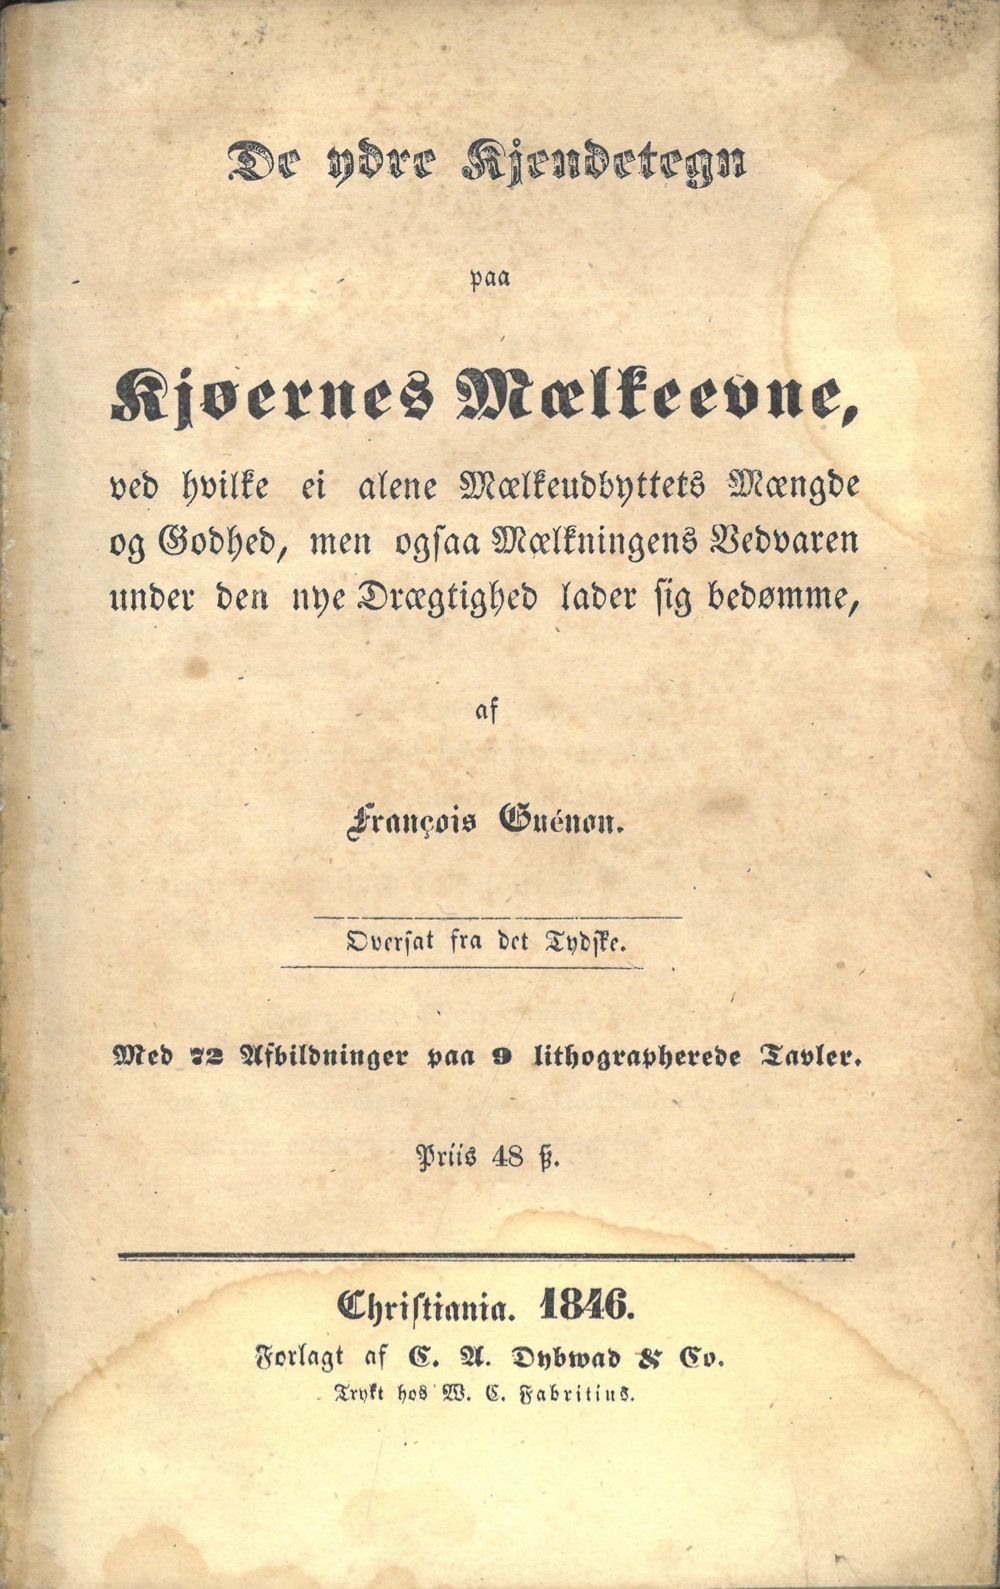 De ydre Kjendetegn
paa
Kjøernes Mælkeevne,
ved hvilke ei alene Mælkeudbyttets Mængde
og Godhed, men ogsaa Mælkningens Vedvaren
under den nye Drægtighed lader sig bedømme,
af
François Guénon.
Oversat fra det Tydske.
Med 72 Afbildninger paa 9 lithographerede Tavler.
Priis 48 ß.
Christiania. 1846.
Forlagt af C. A. Dybwad & Co.
Trykt hos W. C. Fabritius.